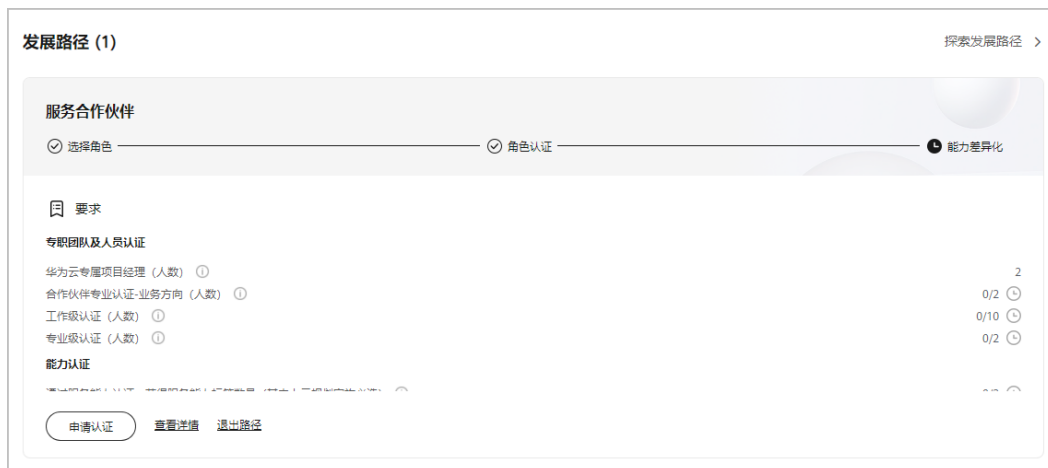 发展路径 (1)
探索发展路径
服务合作伙伴
选择角色
角色认证
能力差异化
要求
专职团队及人员认证
华为云专属项目经理（人数） 2
合作伙伴专业认证-业务方向（人数） 0/2
工作级认证（人数） 0/10
专业级认证（人数） 0/2
能力认证
申请认证 查看详情 退出路径